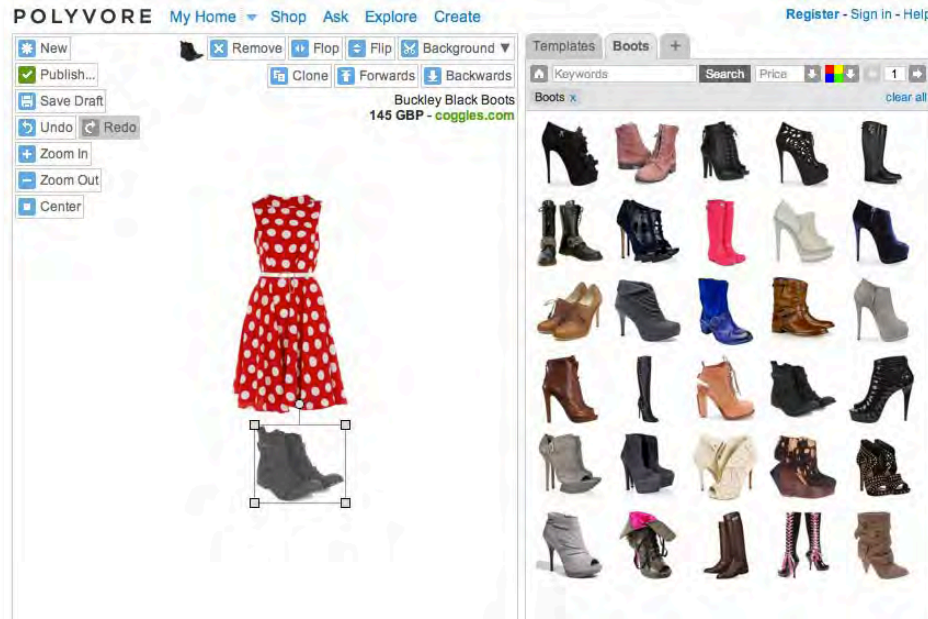 POLYVORE My Home Shop Ask Explore Create
Register - Sign in - Help
New
Remove Flop Flip Background ▼
Publish...
Clone Forwards Backwards
Save Draft
Buckley Black Boots
145 GBP - coggles.com
Undo Redo
Zoom In
Zoom Out
Center
Templates Boots +
Keywords Search Price 1
Boots x clear all